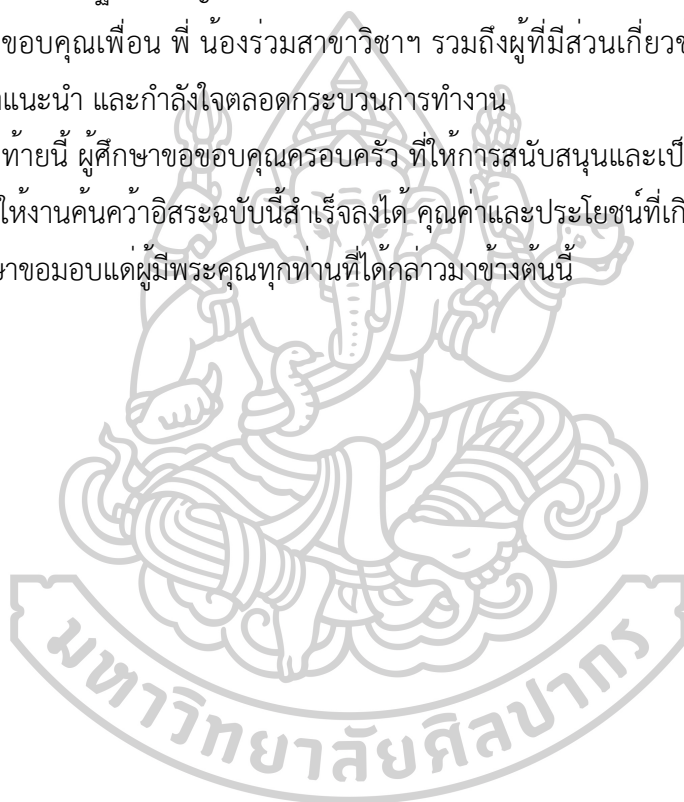 ขอบคุณเพื่อน พี่ น้องร่วมสาขาวิชาฯ รวมถึงผู้ที่มีส่วนเกี่ยวข
แนะนำ และกำลังใจตลอดกระบวนการทำงาน
ท้ายนี้ ผู้ศึกษาขอขอบคุณครอบครัว ที่ให้การสนับสนุนและเป็
ให้งานค้นคว้าอิสระฉบับนี้สำเร็จลงได้ คุณค่าและประโยชน์ที่เกิ
ษาขอมอบแด่ผู้มีพระคุณทุกท่านที่ได้กล่าวมาข้างต้นนี้
มหาวิทยาลัยศิลปากร